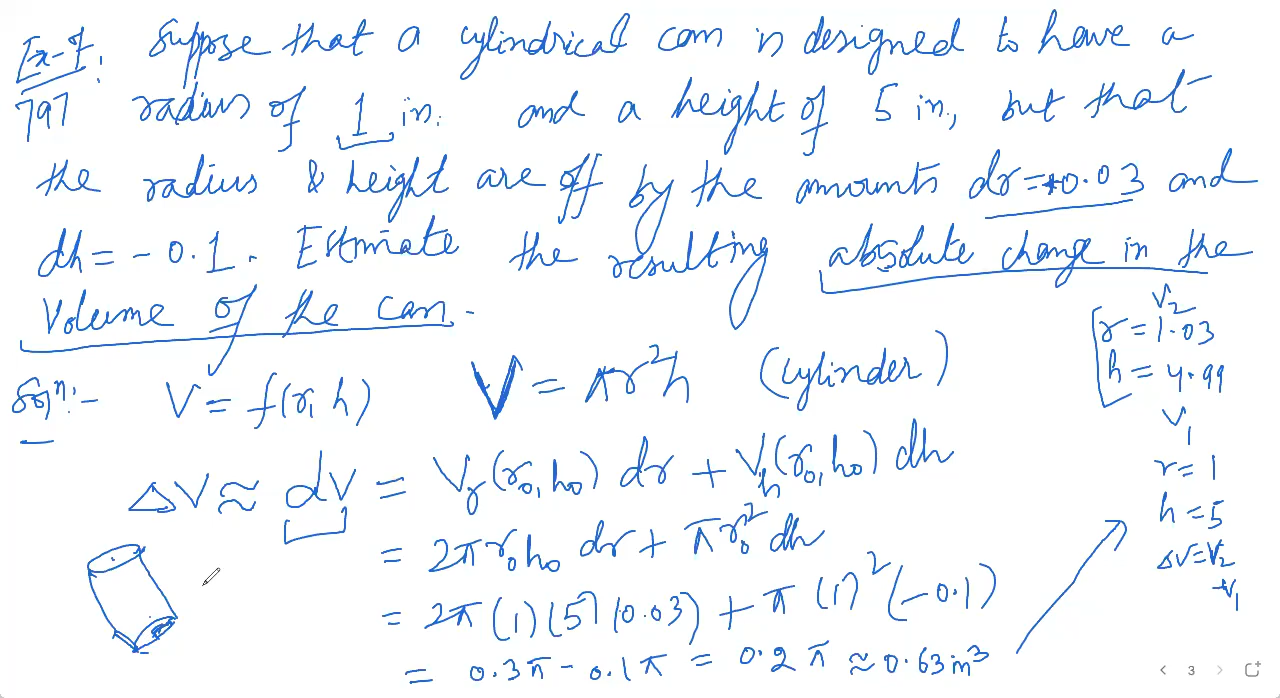 Ex-7: Suppose that a cylindrical can is designed to have a
797 radius of 1 in. and a height of 5 in, but that
the radius & height are off by the amounts dr=+0.03 and
dh = -0.1. Estimate the resulting absolute change in the
Volume of the can.
Solⁿ:- V = f(r, h) V = πr²h (cylinder)
ΔV ≈ dV = V_r(r₀, h₀) dr + V_h(r₀, h₀) dh
= 2πr₀h₀ dr + πr₀² dh
= 2π(1)(5)(0.03) + π(1)²(-0.1)
= 0.3π - 0.1π = 0.2π ≈ 0.63 in³
V₂
r = 1.03
h = 4.99
V₁
r = 1
h = 5
ΔV = V₂
-V₁
< 3 >